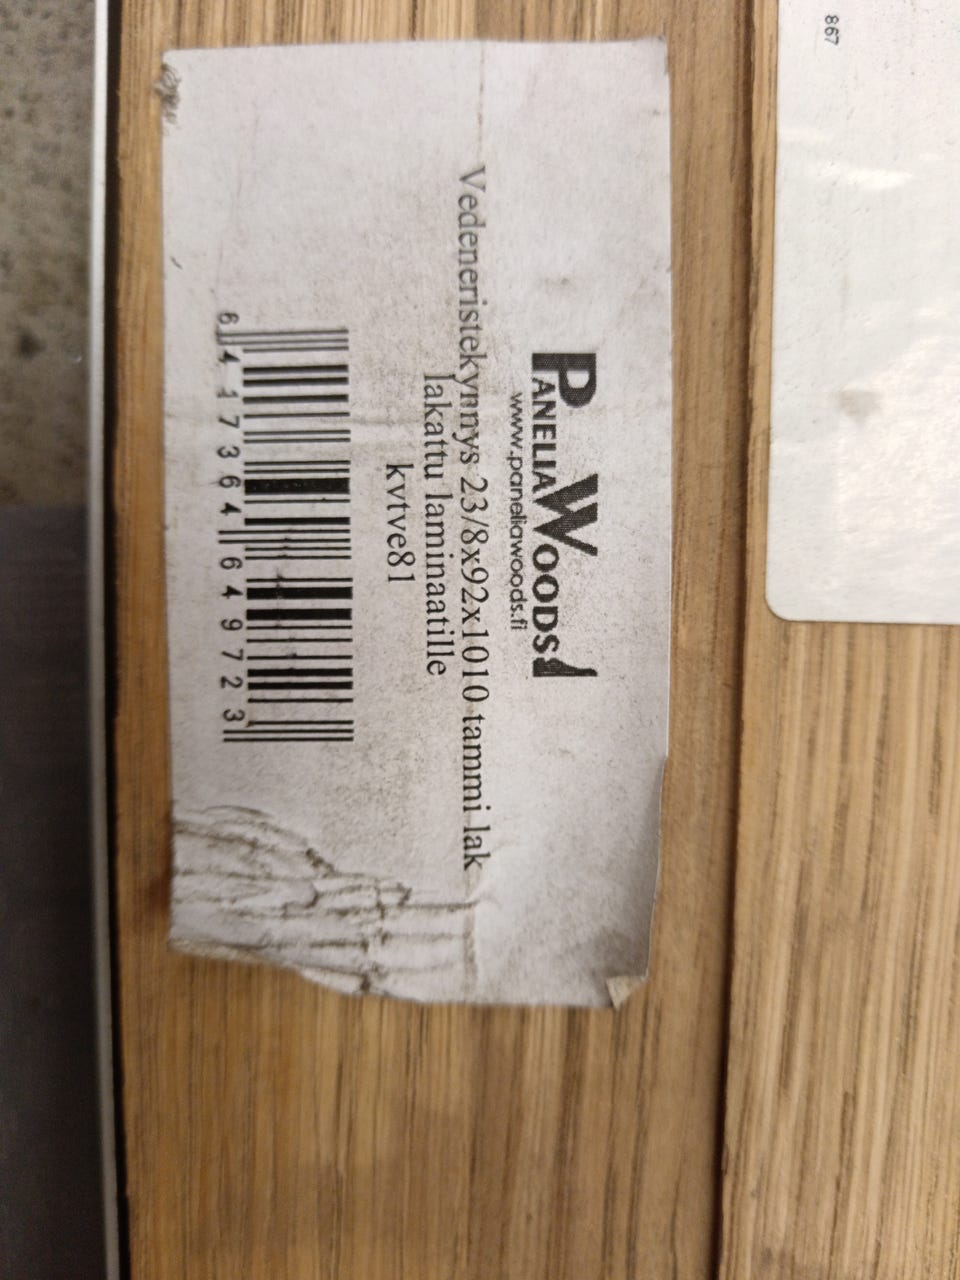 PANELIAWOODS
www.paneliawoods.fi
Vedeneristekynnys 23/8x92x1010 tammi lak
lakattu laminaatille
kvtve81
6 417364 649723
867